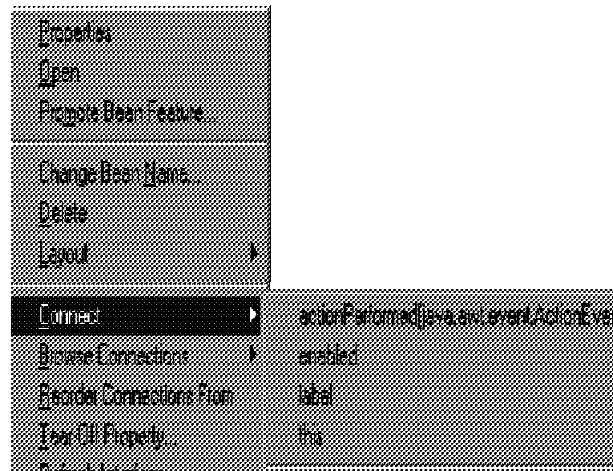 Properties
Open
Promote Bean Feature...
Change Bean Name...
Delete
Layout
Connect
Browse Connections
Reorder Connections From
Tear-Off Property...
actionPerformed(java.awt.event.ActionEve
enabled
label
this